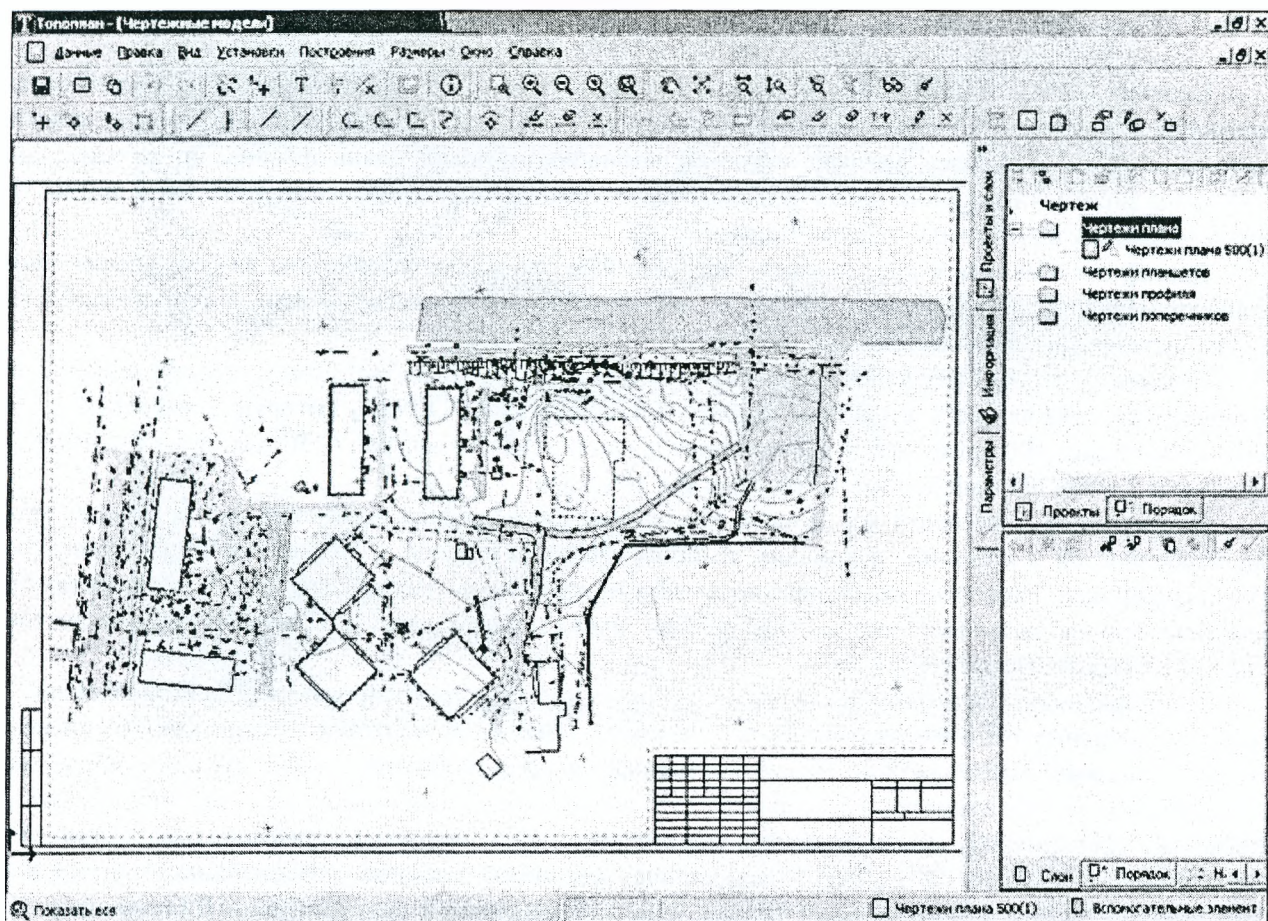 Топоплан - [Чертежные модели]
Данные Правка Вид Установки Построения Размеры Окно Справка
Проекты и слои
Информация
Параметры
Чертеж
Чертежи плана
Чертежи плана 500(1)
Чертежи планшетов
Чертежи профиля
Чертежи поперечников
Проекты Порядок
Слои Порядок Н.
Показать все
Чертежи плана 500(1) Вспомогательные элемент